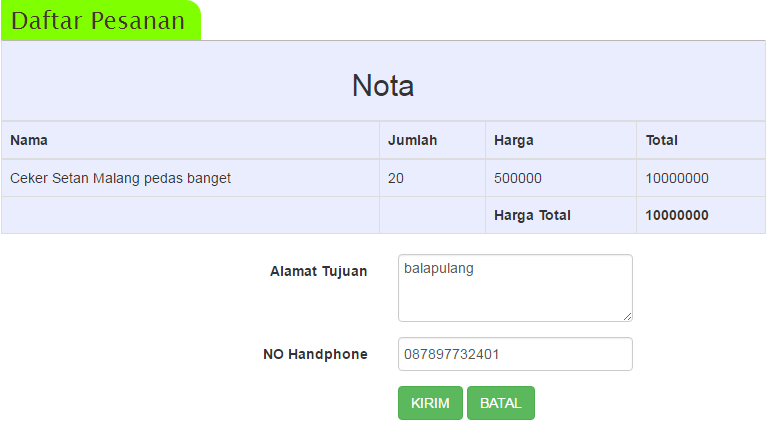 Daftar Pesanan
Nota
Nama Jumlah Harga Total
Ceker Setan Malang pedas banget 20 500000 10000000
Harga Total 10000000
Alamat Tujuan balapulang
NO Handphone 087897732401
KIRIM BATAL